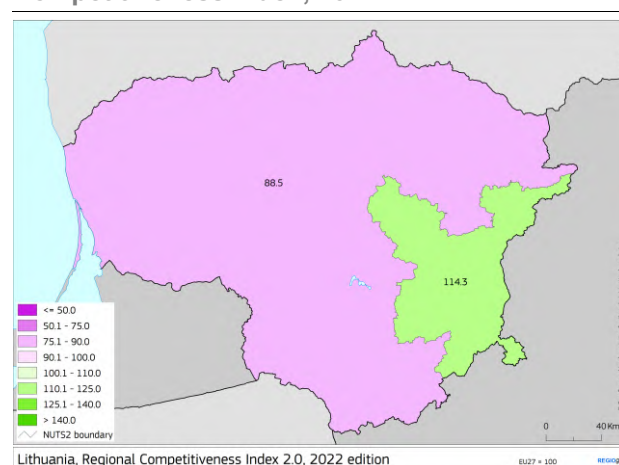 88.5
114.3
<= 50.0
50.1 - 75.0
75.1 - 90.0
90.1 - 100.0
100.1 - 110.0
110.1 - 125.0
125.1 - 140.0
> 140.0
NUTS2 boundary
0 40 Km
Lithuania, Regional Competitiveness Index 2.0, 2022 edition
EU27 = 100